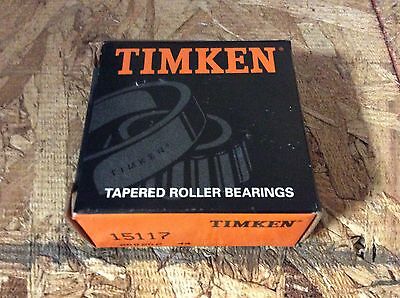 TIMKEN®
TIMKEN®
TAPERED ROLLER BEARINGS
15117 TIMKEN®